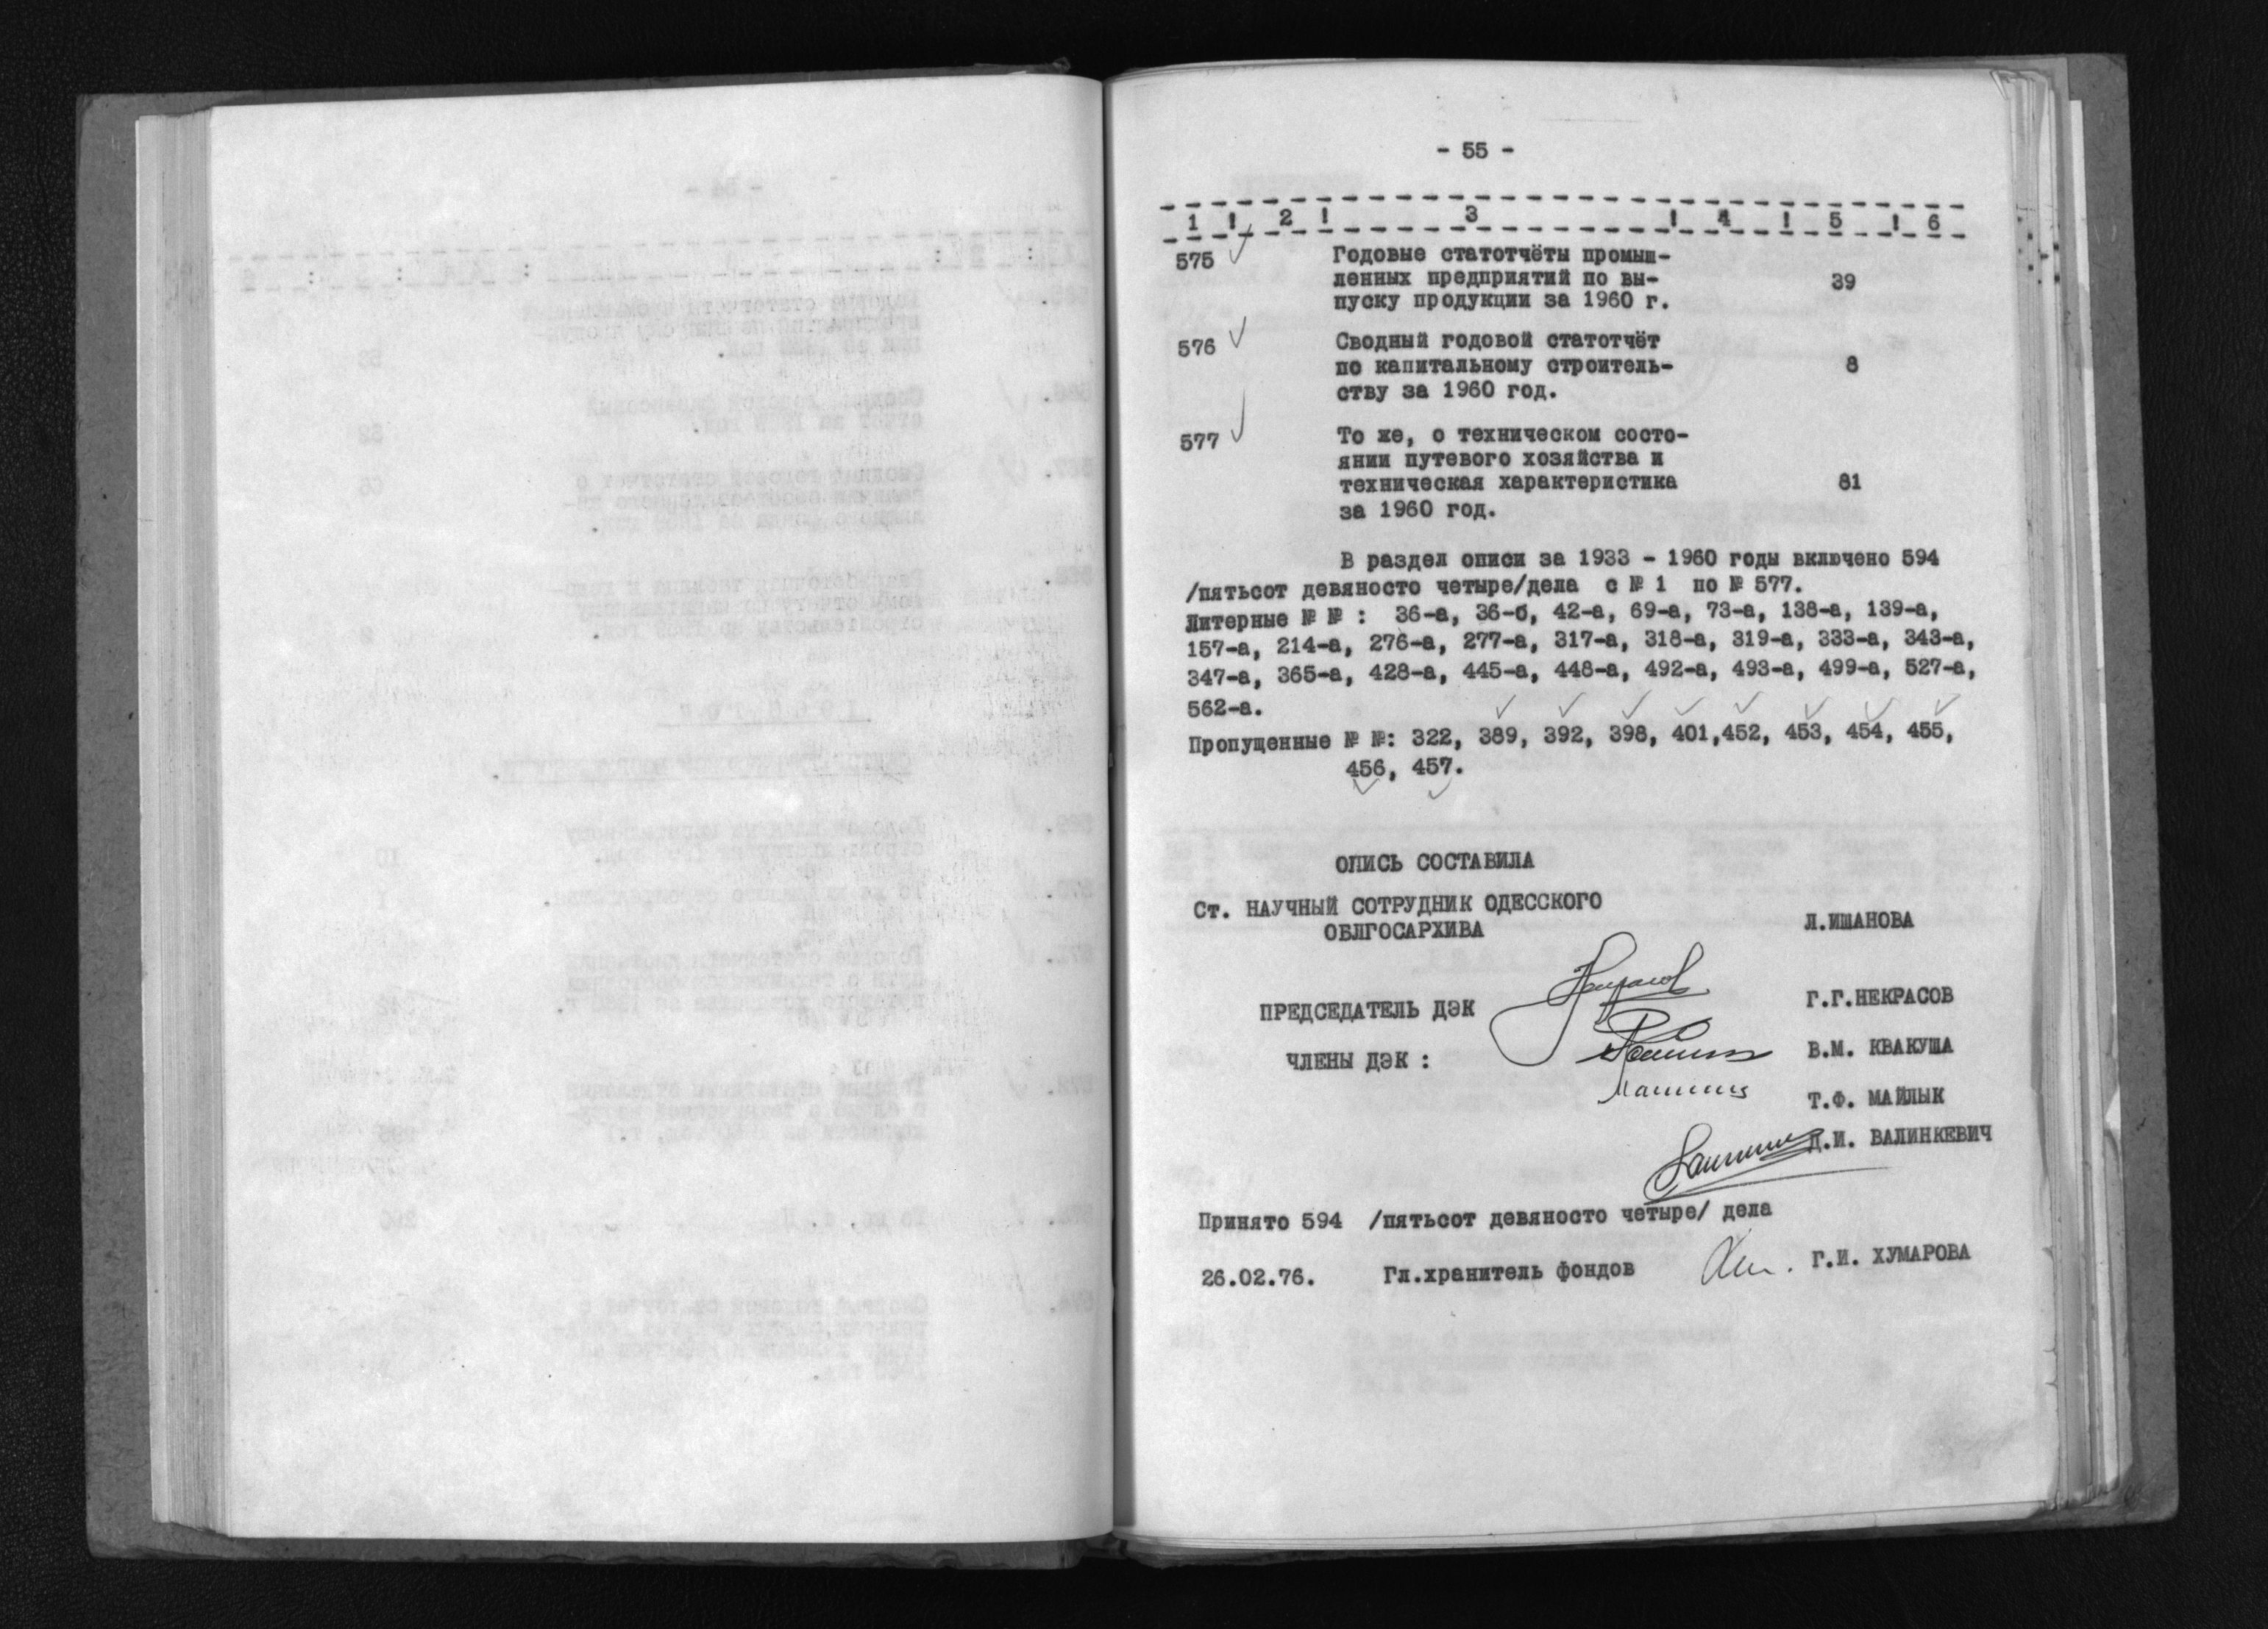 - 55 -
1 ! 2 ! 3 ! 4 ! 5 ! 6
575 Годовые статотчёты промыш-
ленных предприятий по вы- 39
пуску продукции за 1960 г.
576 Сводный годовой статотчёт
по капитальному строитель- 8
ству за 1960 год.
577 То же, о техническом состо-
янии путевого хозяйства и
техническая характеристика 81
за 1960 год.
В раздел описи за 1933 - 1960 годы включено 594
/пятьсот девяносто четыре/дела с № 1 по № 577.
Литерные № № : 36-а, 36-б, 42-а, 69-а, 73-а, 138-а, 139-а,
157-а, 214-а, 276-а, 277-а, 317-а, 318-а, 319-а, 333-а, 343-а,
347-а, 365-а, 428-а, 445-а, 448-а, 492-а, 493-а, 499-а, 527-а,
562-а.
Пропущенные № №: 322, 389, 392, 398, 401,452, 453, 454, 455,
456, 457.
ОПИСЬ СОСТАВИЛА
Ст. НАУЧНЫЙ СОТРУДНИК ОДЕССКОГО
ОБЛГОСАРХИВА Л.ИШАНОВА
ПРЕДСЕДАТЕЛЬ ДЭК Г.Г.НЕКРАСОВ
ЧЛЕНЫ ДЭК : В.М. КВАКУША
Т.Ф. МАЙЛЫК
Д.И. ВАЛИНКЕВИЧ
Принято 594 /пятьсот девяносто четыре/ дела
26.02.76. Гл.хранитель фондов Г.И. ХУМАРОВА